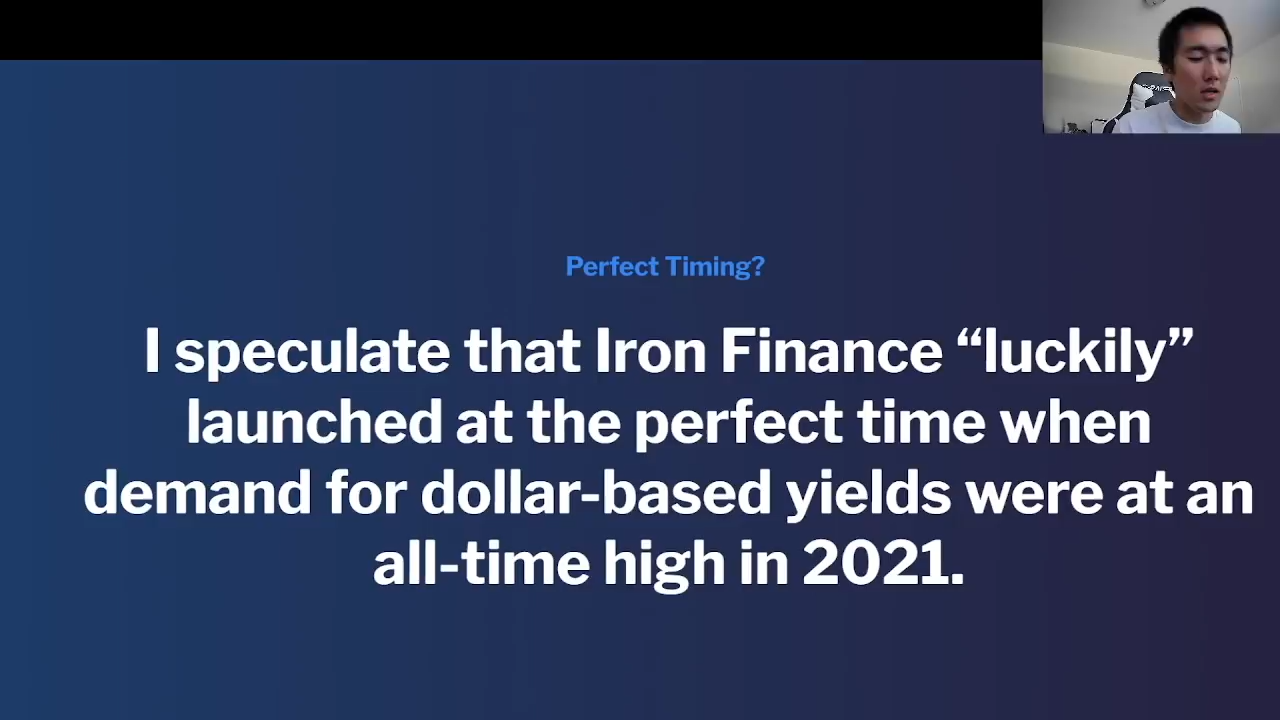 Perfect Timing?
I speculate that Iron Finance “luckily”
launched at the perfect time when
demand for dollar-based yields were at an
all-time high in 2021.